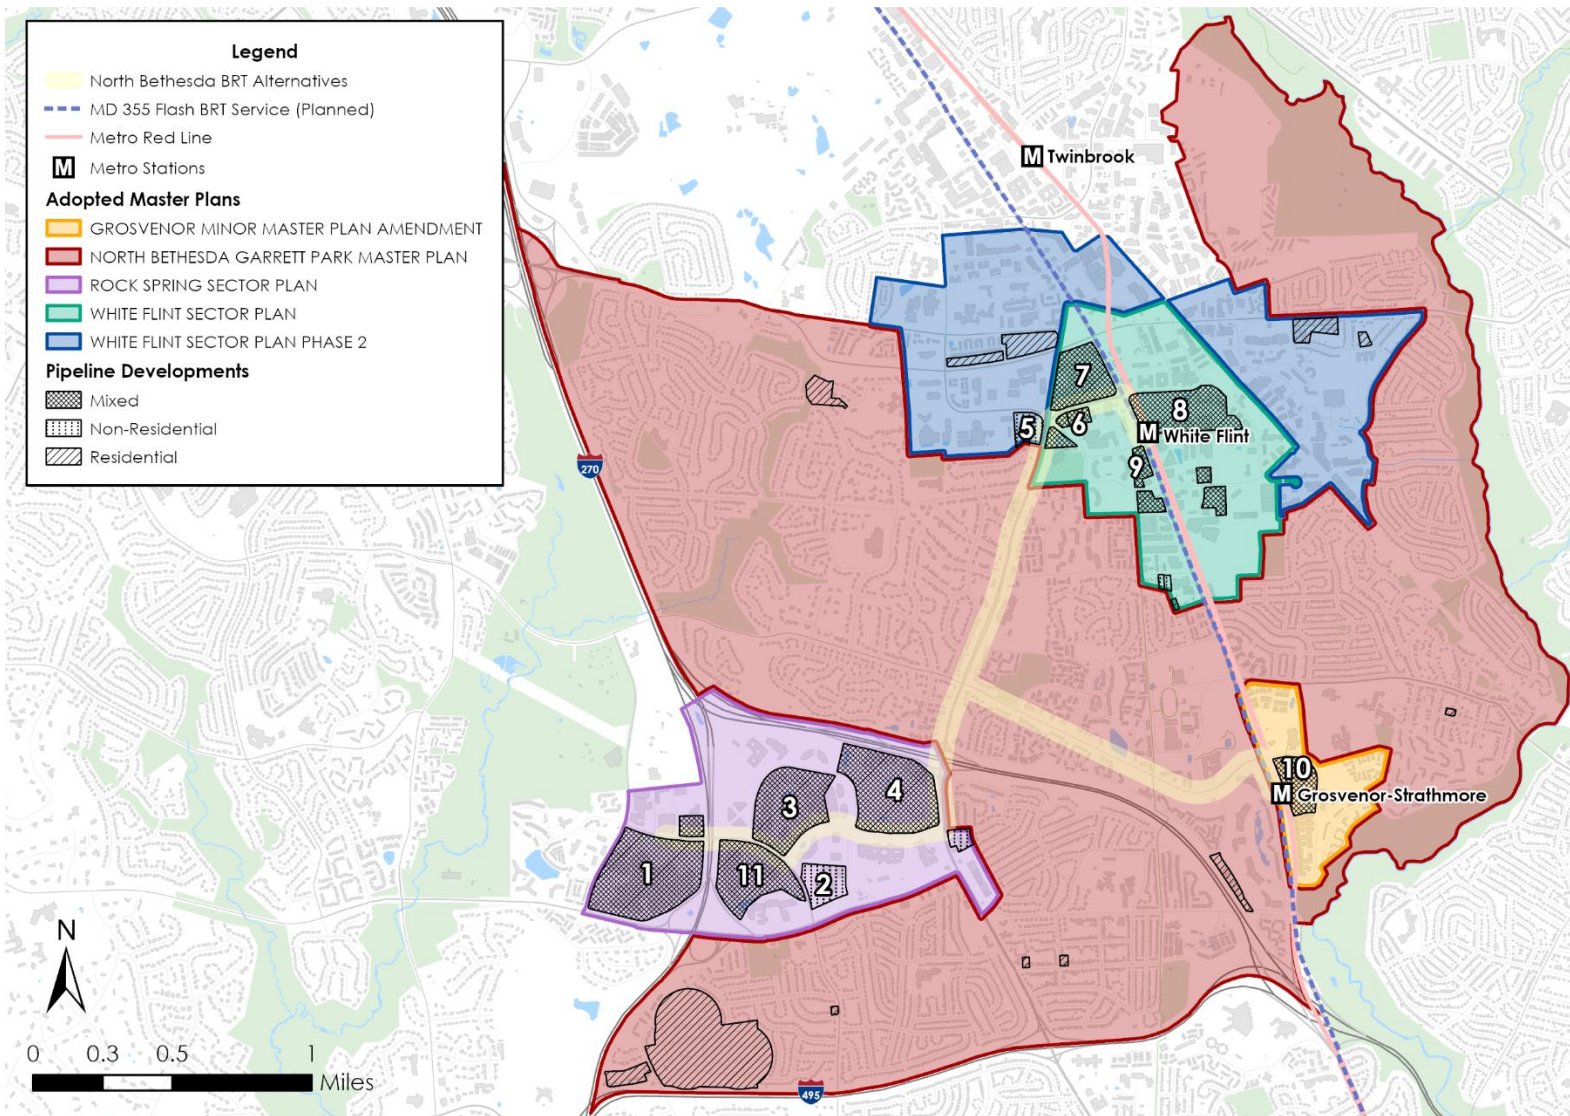 Legend
North Bethesda BRT Alternatives
MD 355 Flash BRT Service (Planned)
Metro Red Line
M Metro Stations
Adopted Master Plans
GROSVENOR MINOR MASTER PLAN AMENDMENT
NORTH BETHESDA GARRETT PARK MASTER PLAN
ROCK SPRING SECTOR PLAN
WHITE FLINT SECTOR PLAN
WHITE FLINT SECTOR PLAN PHASE 2
Pipeline Developments
Mixed
Non-Residential
Residential
M Twinbrook
7
8
5
6
M White Flint
9
270
10
M Grosvenor-Strathmore
4
3
1
11
2
N
0 0.3 0.5 1
Miles
495